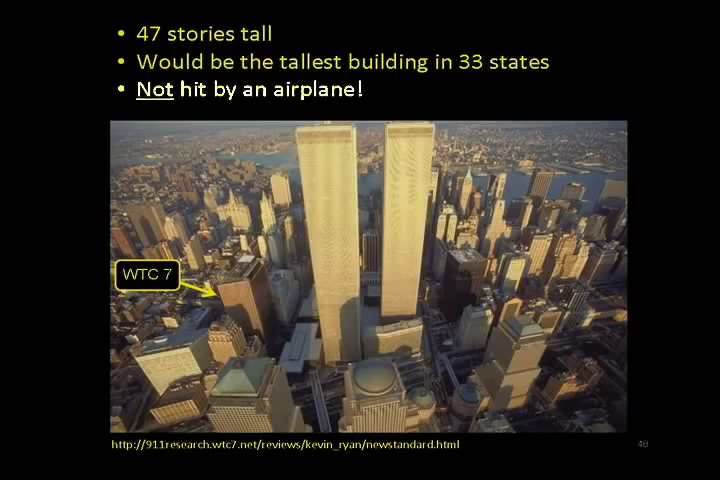 • 47 stories tall
• Would be the tallest building in 33 states
• Not hit by an airplane!
WTC 7
http://911research.wtc7.net/reviews/kevin_ryan/newstandard.html